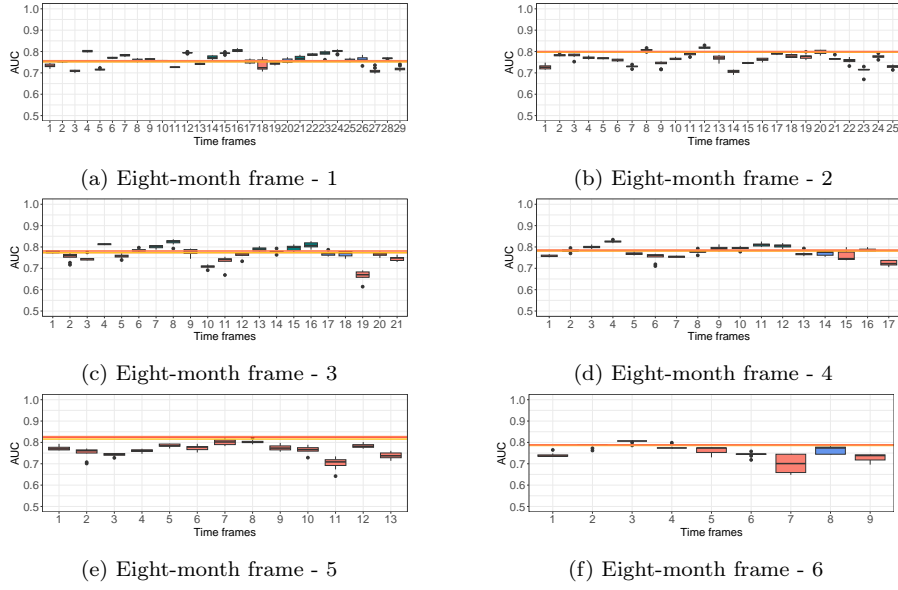 1.0
0.9
0.8
0.7
0.6
0.5
AUC
1 2 3 4 5 6 7 8 9 10 11 12 13 14 15 16 17 18 19 20 21 22 23 24 25 26 27 28 29
Time frames
(a) Eight-month frame - 1
1.0
0.9
0.8
0.7
0.6
0.5
AUC
1 2 3 4 5 6 7 8 9 10 11 12 13 14 15 16 17 18 19 20 21 22 23 24 25
Time frames
(b) Eight-month frame - 2
1.0
0.9
0.8
0.7
0.6
0.5
AUC
1 2 3 4 5 6 7 8 9 10 11 12 13 14 15 16 17 18 19 20 21
Time frames
(c) Eight-month frame - 3
1.0
0.9
0.8
0.7
0.6
0.5
AUC
1 2 3 4 5 6 7 8 9 10 11 12 13 14 15 16 17
Time frames
(d) Eight-month frame - 4
1.0
0.9
0.8
0.7
0.6
0.5
AUC
1 2 3 4 5 6 7 8 9 10 11 12 13
Time frames
(e) Eight-month frame - 5
1.0
0.9
0.8
0.7
0.6
0.5
AUC
1 2 3 4 5 6 7 8 9
Time frames
(f) Eight-month frame - 6